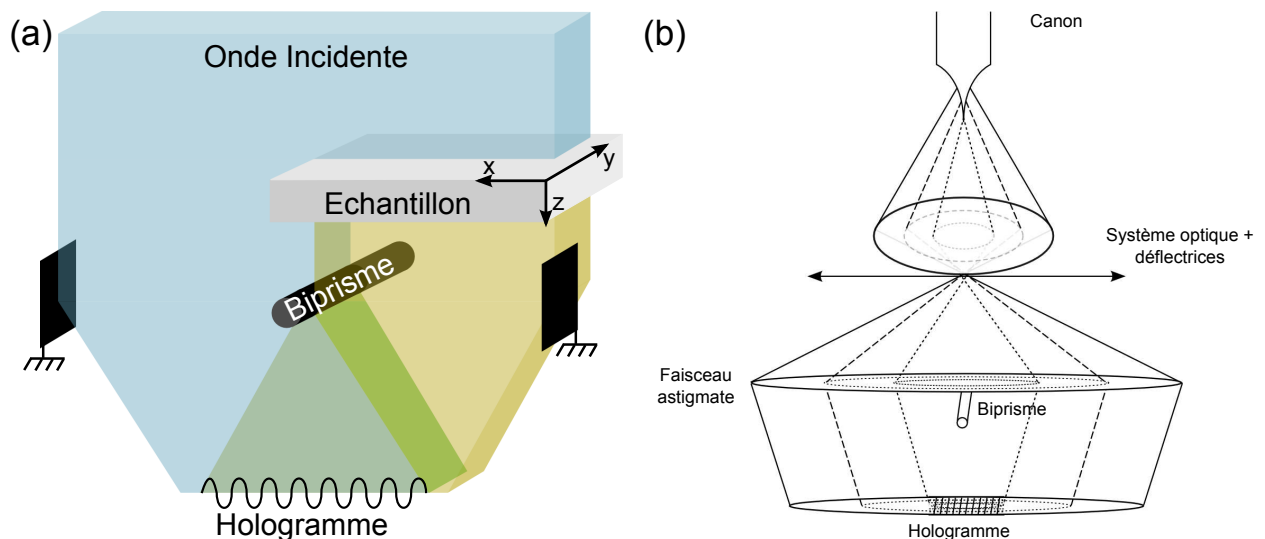 (a)
Onde Incidente
x
y
z
Echantillon
Biprisme
Hologramme
(b)
Canon
Système optique +
déflectrices
Faisceau
astigmate
Biprisme
Hologramme